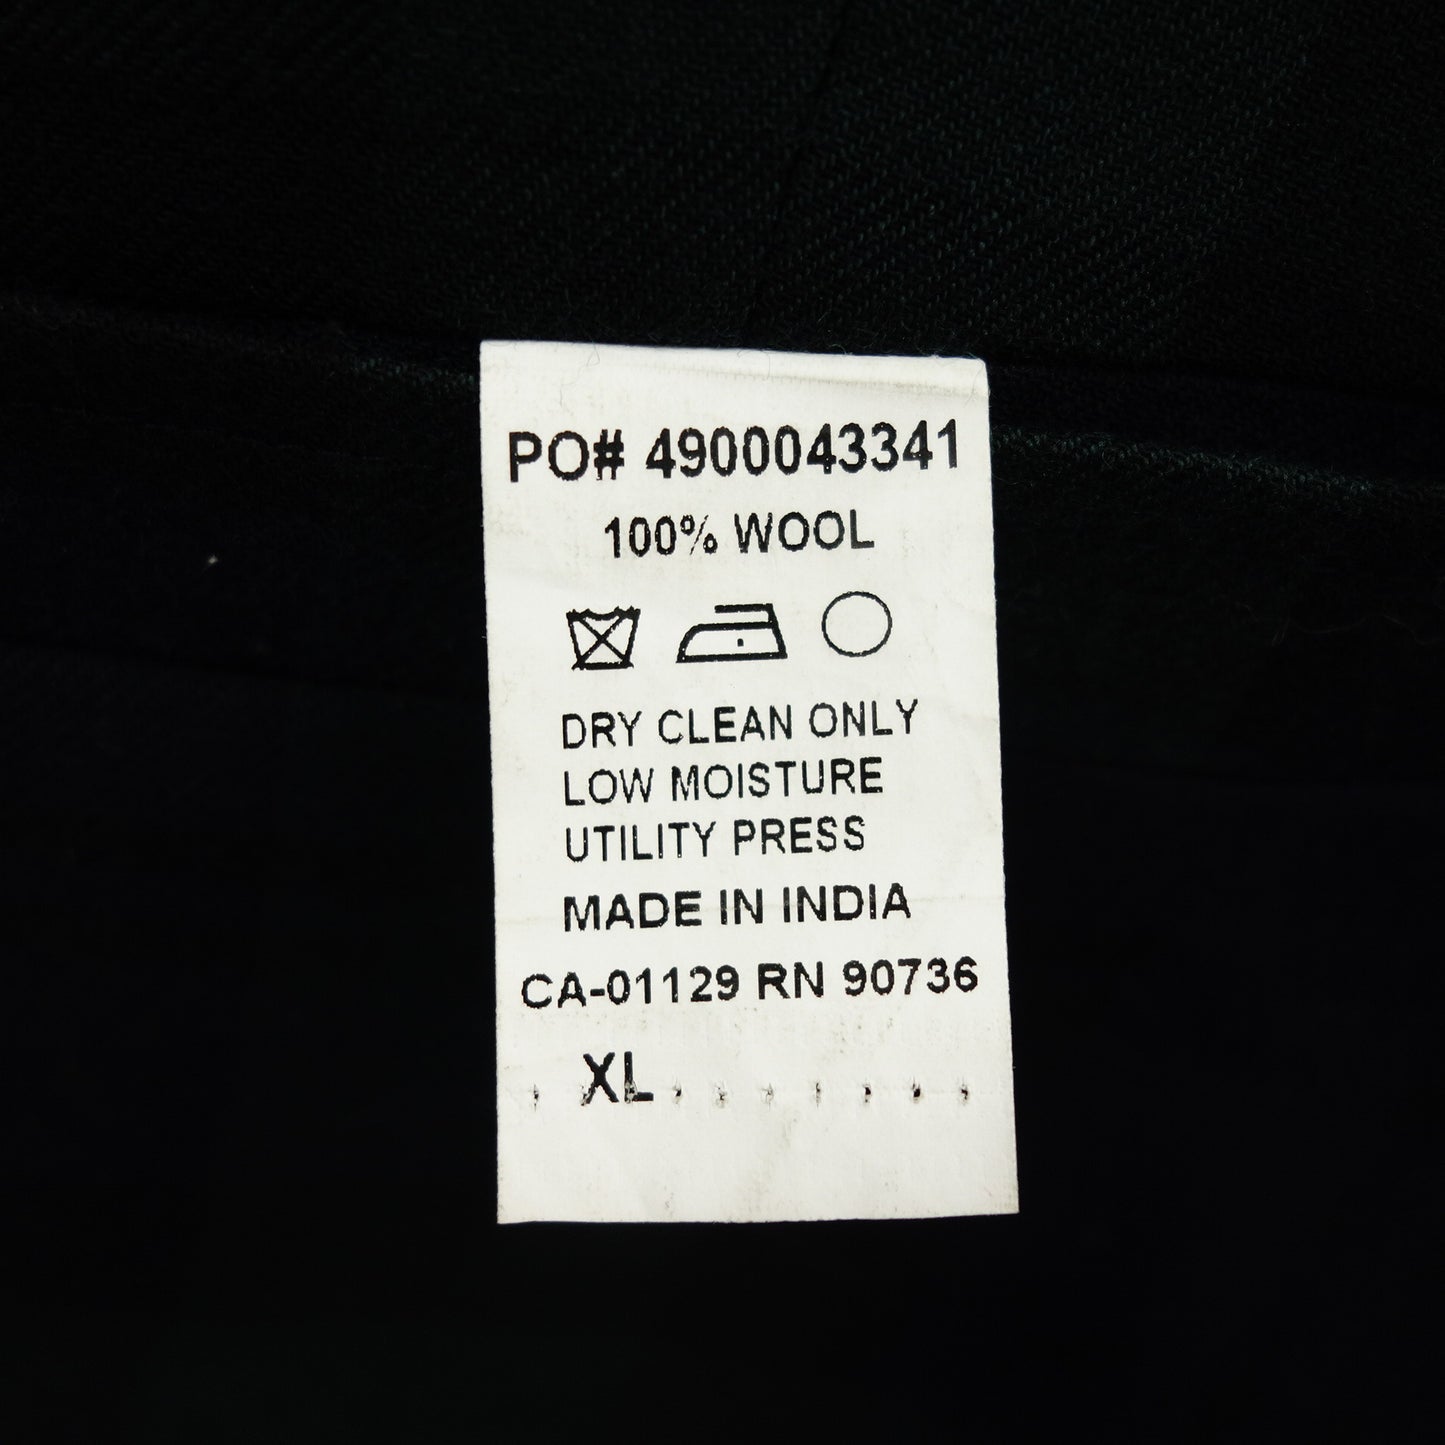 PO# 4900043341
100% WOOL
DRY CLEAN ONLY
LOW MOISTURE
UTILITY PRESS
MADE IN INDIA
CA-01129 RN 90736
XL